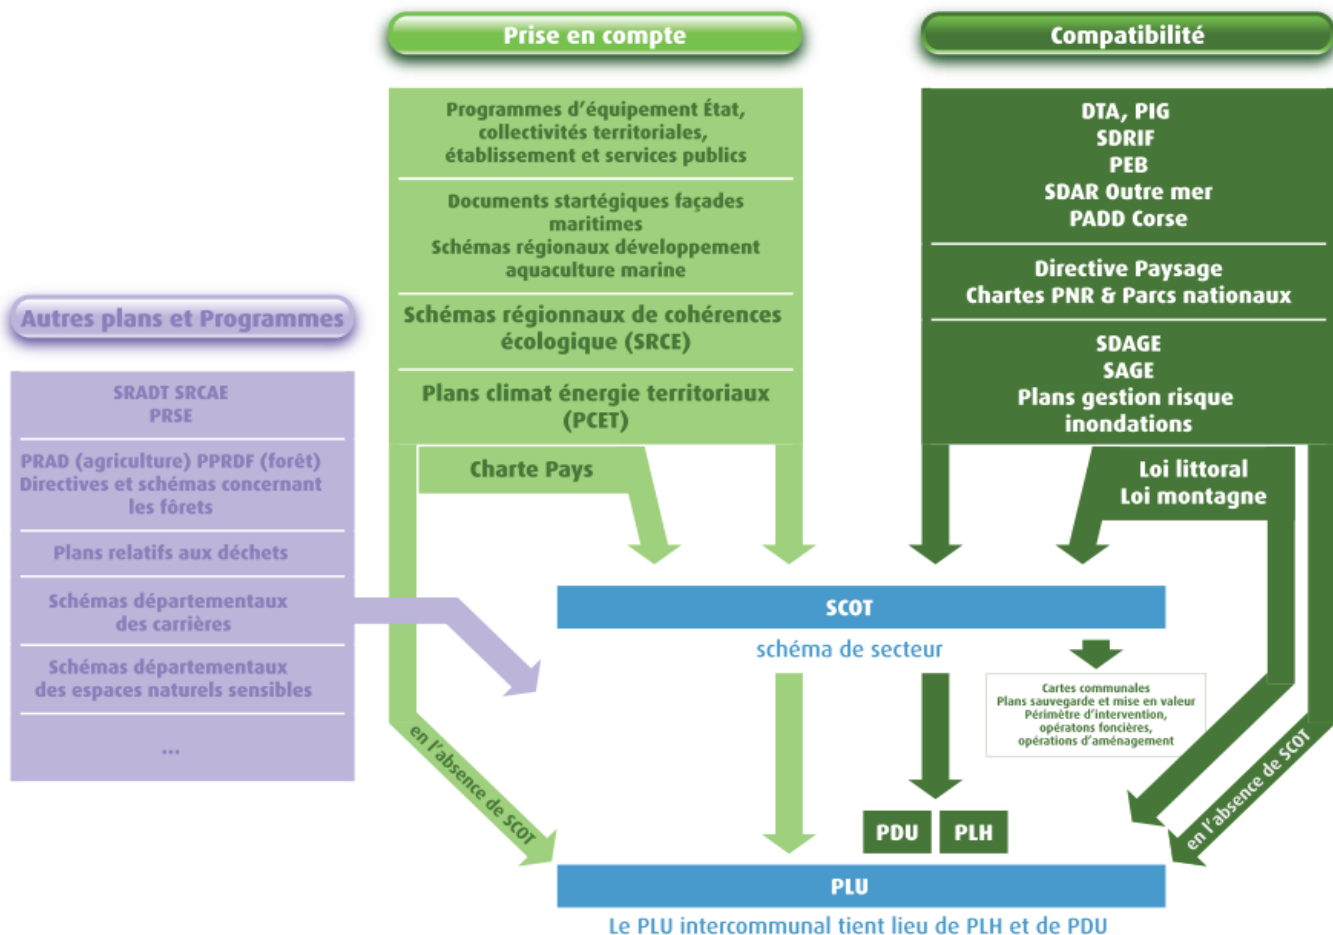 Prise en compte
Compatibilité
Programmes d'équipement État,
collectivités territoriales,
établissement et services publics
Documents startégiques façades
maritimes
Schémas régionaux développement
aquaculture marine
Schémas régionnaux de cohérences
écologique (SRCE)
Plans climat énergie territoriaux
(PCET)
Charte Pays
DTA, PIG
SDRIF
PEB
SDAR Outre mer
PADD Corse
Directive Paysage
Chartes PNR & Parcs nationaux
SDAGE
SAGE
Plans gestion risque
inondations
Loi littoral
Loi montagne
Autres plans et Programmes
SRADT SRCAE
PRSE
PRAD (agriculture) PPRDF (forêt)
Directives et schémas concernant
les fôrets
Plans relatifs aux déchets
Schémas départementaux
des carrières
Schémas départementaux
des espaces naturels sensibles
...
SCOT
schéma de secteur
Cartes communales
Plans sauvegarde et mise en valeur
Périmètre d'intervention,
opératons foncières,
opérations d'aménagement
en l'absence de SCOT
en l'absence de SCOT
PDU
PLH
PLU
Le PLU intercommunal tient lieu de PLH et de PDU